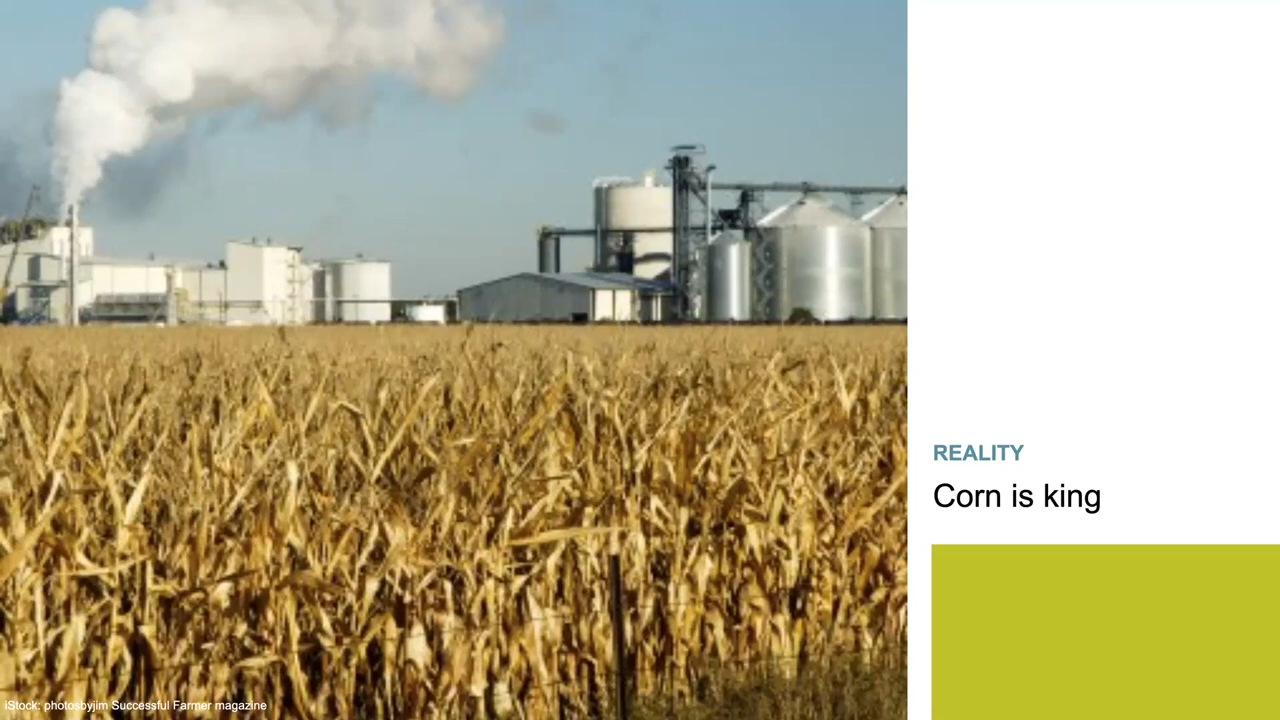 REALITY
Corn is king
iStock: photosbyjim Successful Farmer magazine